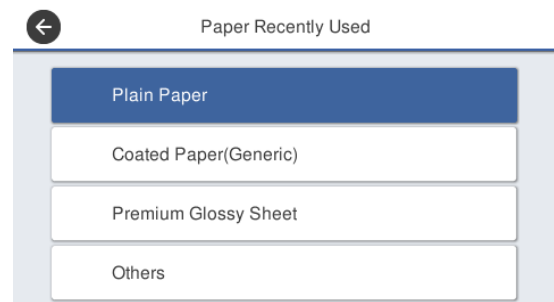 Paper Recently Used
Plain Paper
Coated Paper(Generic)
Premium Glossy Sheet
Others